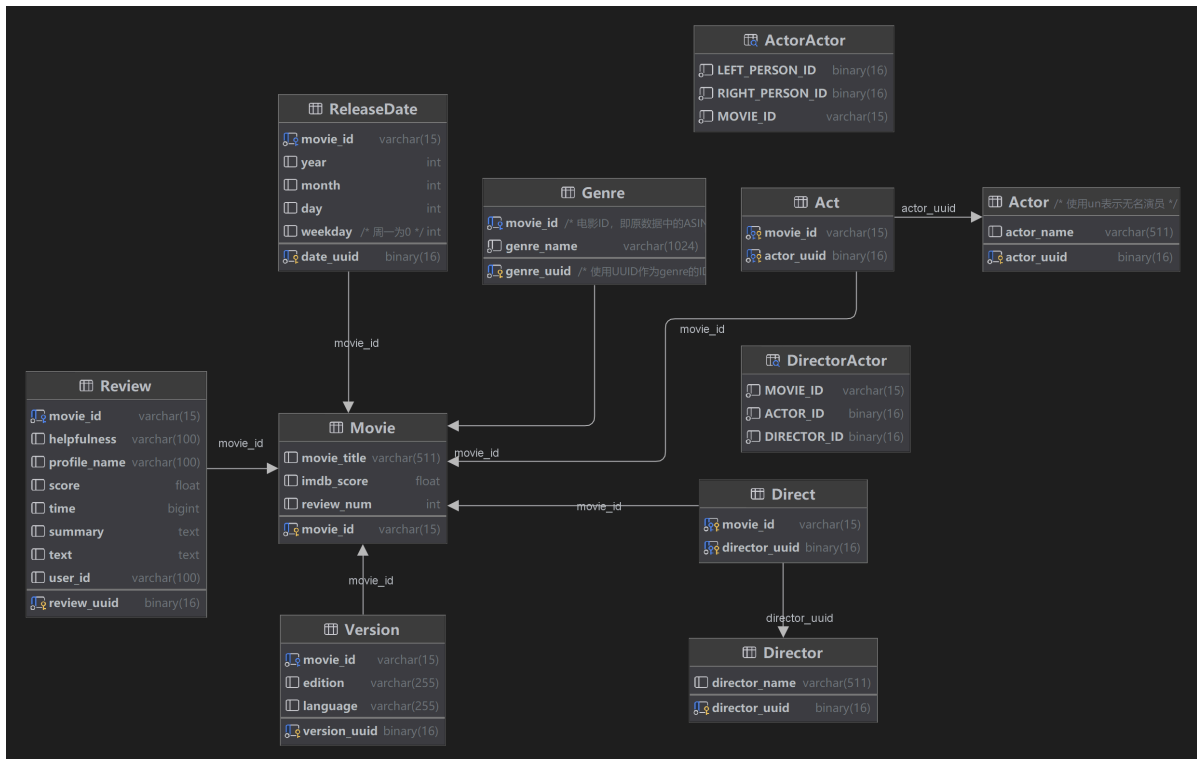 ActorActor
LEFT_PERSON_ID binary(16)
RIGHT_PERSON_ID binary(16)
MOVIE_ID varchar(15)
ReleaseDate
movie_id varchar(15)
year int
month int
day int
weekday /* 周一为0 */ int
date_uuid binary(16)
Genre
movie_id /* 电影ID，即原数据中的ASIN
genre_name varchar(1024)
genre_uuid /* 使用UUID作为genre的ID
Act
movie_id varchar(15)
actor_uuid binary(16)
actor_uuid
Actor /* 使用un表示无名演员 */
actor_name varchar(511)
actor_uuid binary(16)
movie_id
movie_id
DirectorActor
MOVIE_ID varchar(15)
ACTOR_ID binary(16)
DIRECTOR_ID binary(16)
Review
movie_id varchar(15)
helpfulness varchar(100)
profile_name varchar(100)
score float
time bigint
summary text
text text
user_id varchar(100)
review_uuid binary(16)
movie_id
Movie
movie_title varchar(511)
imdb_score float
review_num int
movie_id varchar(15)
movie_id
movie_id
Direct
movie_id varchar(15)
director_uuid binary(16)
movie_id
Version
movie_id varchar(15)
edition varchar(255)
language varchar(255)
version_uuid binary(16)
director_uuid
Director
director_name varchar(511)
director_uuid binary(16)